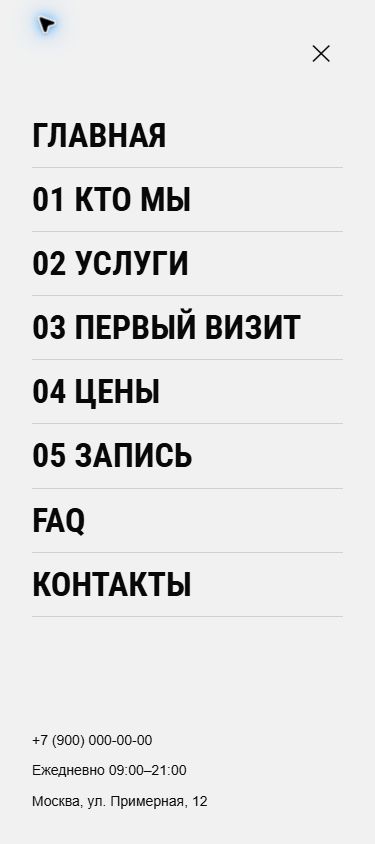 ГЛАВНАЯ
01 КТО МЫ
02 УСЛУГИ
03 ПЕРВЫЙ ВИЗИТ
04 ЦЕНЫ
05 ЗАПИСЬ
FAQ
КОНТАКТЫ
+7 (900) 000-00-00
Ежедневно 09:00–21:00
Москва, ул. Примерная, 12